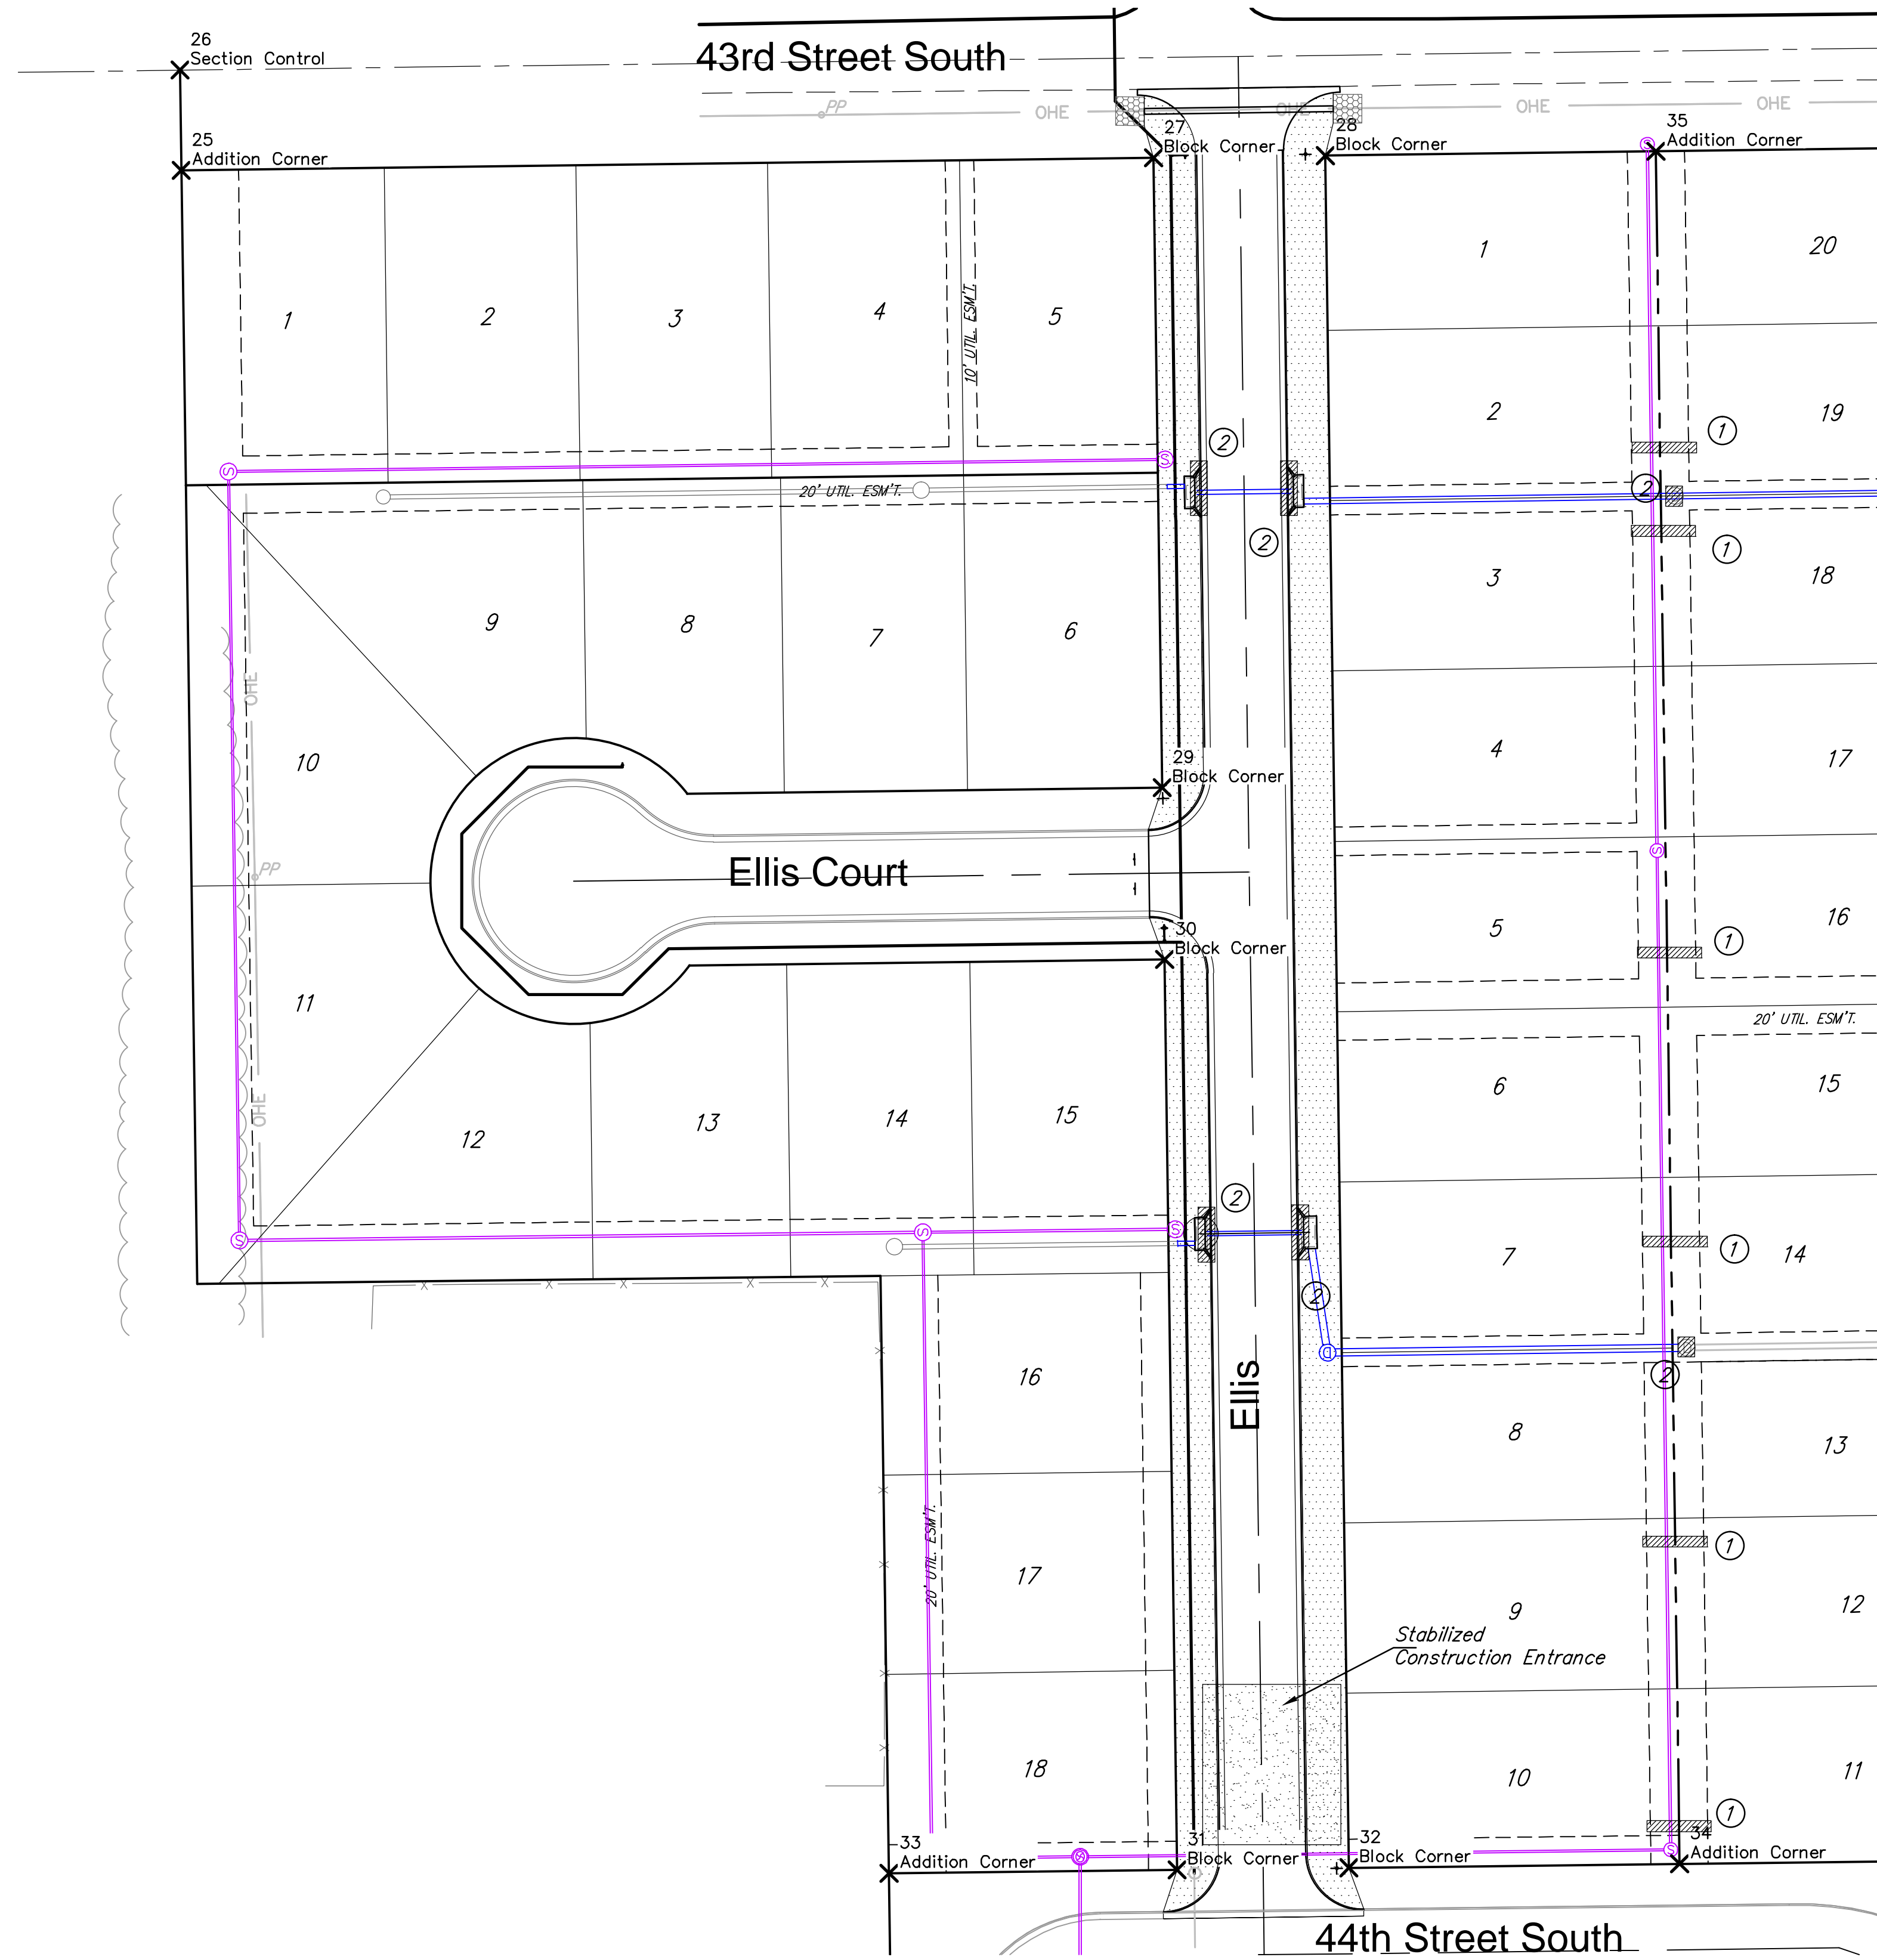 26
Section Control
43rd Street South
PP
OHE
OHE
OHE
OHE
25
Addition Corner
27
Block Corner
28
Block Corner
35
Addition Corner
1
2
3
4
10' UTIL. ESM'T.
5
1
20
2
19
2
1
S
S
20' UTIL. ESM'T.
2
2
1
3
18
9
8
7
6
OHE
10
4
17
29
Block Corner
S
PP
Ellis Court
5
16
1
30
Block Corner
11
20' UTIL. ESM'T.
6
15
12
13
14
15
2
S
S
S
7
1
14
2
D
2
16
Ellis
8
13
OHE
20' UTIL. ESM'T.
17
1
9
12
Stabilized
Construction Entrance
18
10
11
1
33
Addition Corner
31
Block Corner
32
Block Corner
S
34
Addition Corner
S
S
44th Street South